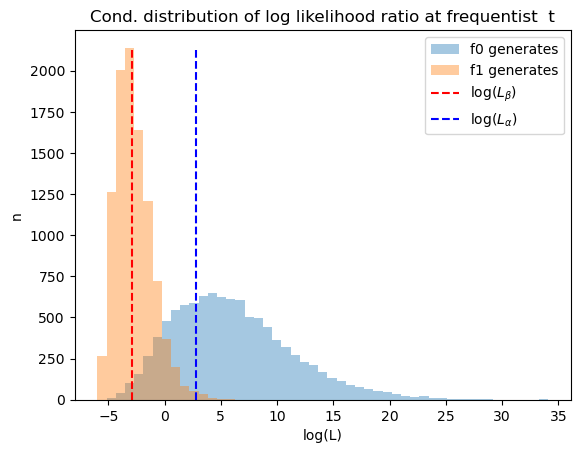 Cond. distribution of log likelihood ratio at frequentist  t
f0 generates
f1 generates
log(L_β)
log(L_α)
n
2000
1750
1500
1250
1000
750
500
250
0
−5
0
5
10
15
20
25
30
35
log(L)